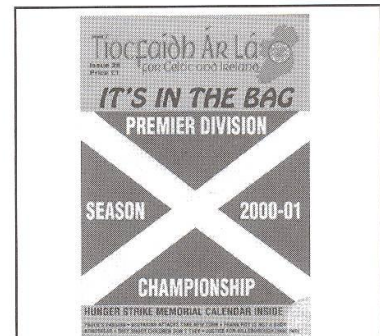 Tiocfaidh Ár Lá
Issue 28
Price £1
For Celtic and Ireland
IT'S IN THE BAG
PREMIER DIVISION
SEASON
2000-01
CHAMPIONSHIP
HUNGER STRIKE MEMORIAL CALENDAR INSIDE